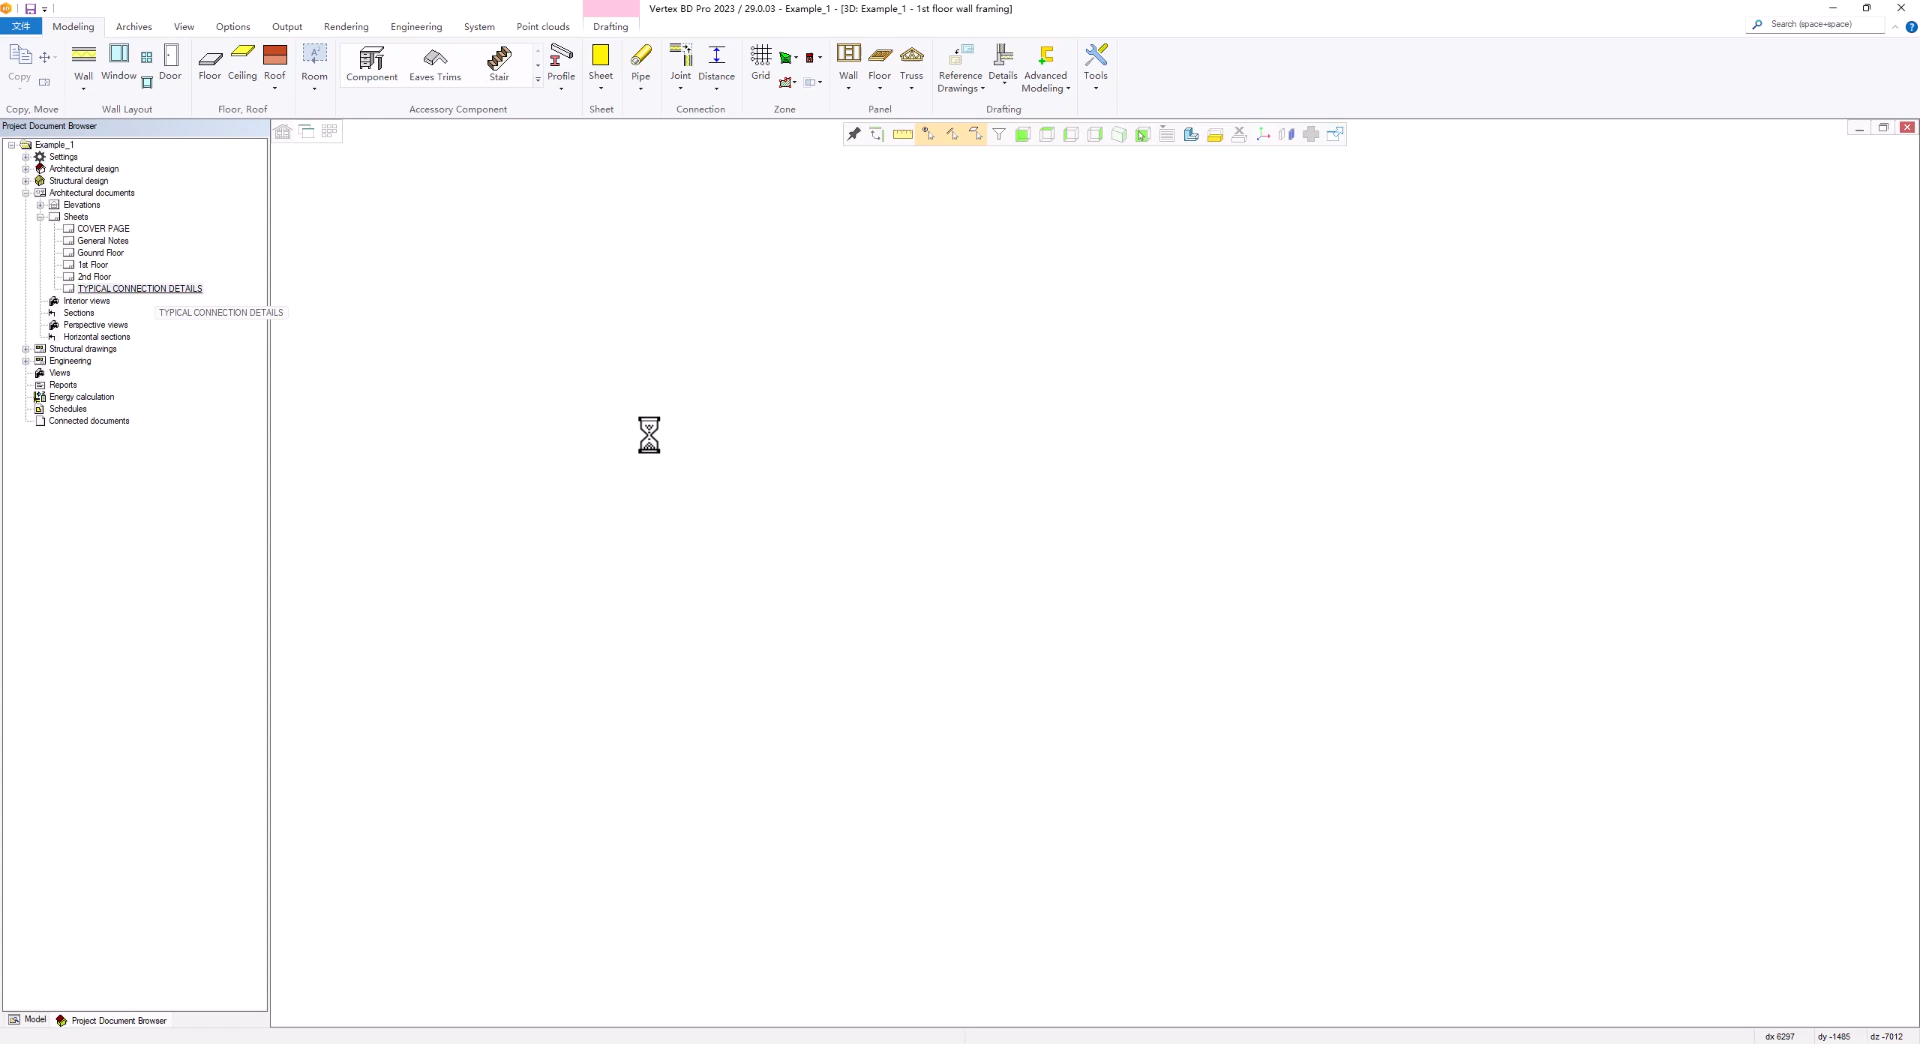 Vertex BD Pro 2023 / 29.0.03 - Example_1 - [3D: Example_1 - 1st floor wall framing]
文件 Modeling Archives View Options Output Rendering Engineering System Point clouds Drafting Search (space+space)
Copy Wall Window Door Floor Ceiling Roof Room Component Eaves Trims Stair Profile Sheet Pipe Joint Distance Grid Wall Floor Truss Reference Drawings Details Advanced Modeling Tools
Copy, Move Wall Layout Floor, Roof Accessory Component Sheet Connection Zone Panel Drafting
Project Document Browser
Example_1
Settings
Architectural design
Structural design
Architectural documents
Elevations
Sheets
COVER PAGE
General Notes
Gounrd Floor
1st Floor
2nd Floor
TYPICAL CONNECTION DETAILS
Interior views
Sections
TYPICAL CONNECTION DETAILS
Perspective views
Horizontal sections
Structural drawings
Engineering
Views
Reports
Energy calculation
Schedules
Connected documents
Model Project Document Browser
dx 6297 dy -1485 dz -7012